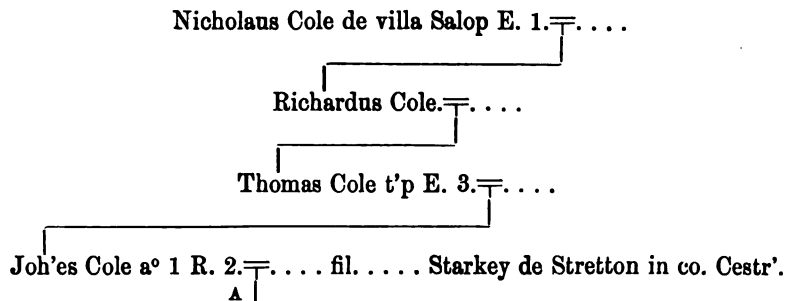 Nicholaus Cole de villa Salop E. 1.╤. . . .
Richardus Cole.╤. . . .
Thomas Cole t'p E. 3.╤. . . .
Joh'es Cole aº 1 R. 2.╤. . . . fil. . . . . Starkey de Stretton in co. Cestr'.
A